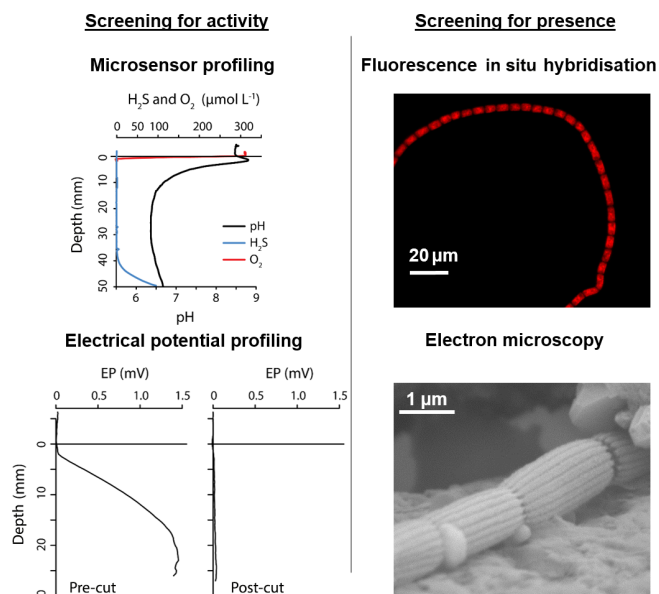 Screening for activity
Microsensor profiling
H₂S and O₂ (μmol L⁻¹)
0 50 100 200 300
0
10
20
30
40
50
Depth (mm)
pH
H₂S
O₂
5 6 7 8 9
pH
Electrical potential profiling
EP (mV)
0 0.5 1.0 1.5
0
10
20
Depth (mm)
Pre-cut
EP (mV)
0 0.5 1.0 1.5
Post-cut
Screening for presence
Fluorescence in situ hybridisation
20 μm
Electron microscopy
1 μm